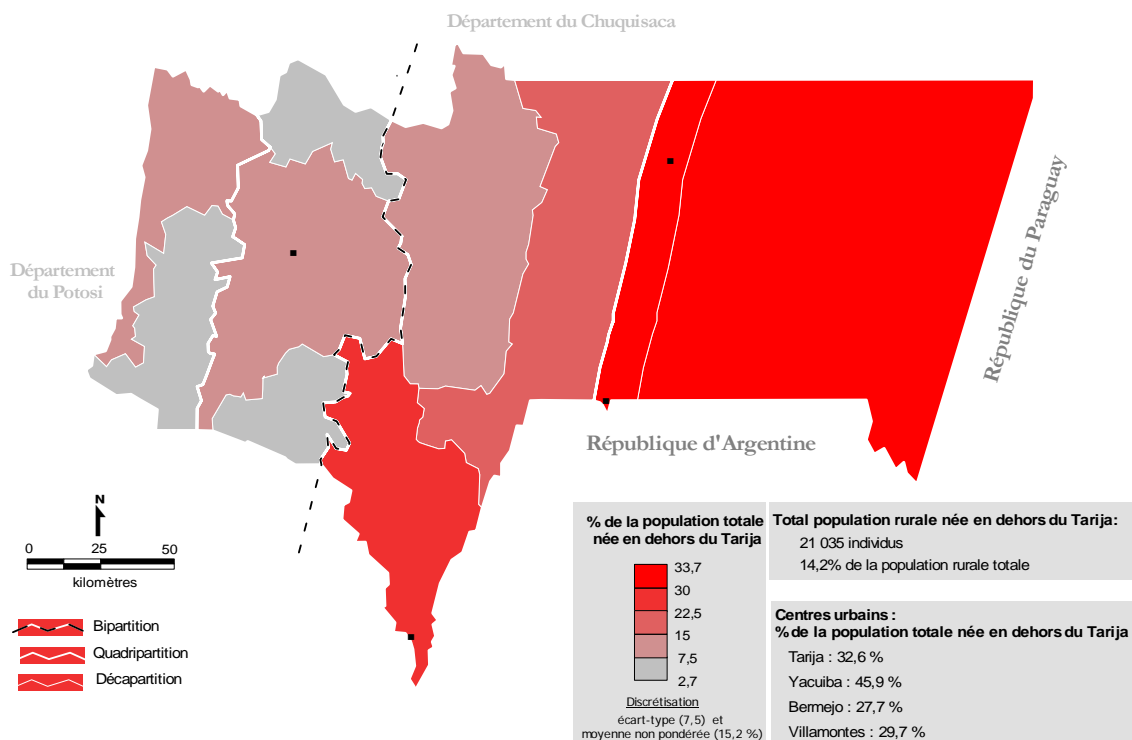 Département du Chuquisaca
Département
du Potosi
République du Paraguay
République d'Argentine
N
0 25 50
kilomètres
Bipartition
Quadripartition
Décapartition
% de la population totale
née en dehors du Tarija
33,7
30
22,5
15
7,5
2,7
Discrétisation
écart-type (7,5) et
moyenne non pondérée (15,2 %)
Total population rurale née en dehors du Tarija:
21 035 individus
14,2% de la population rurale totale
Centres urbains :
% de la population totale née en dehors du Tarija
Tarija : 32,6 %
Yacuiba : 45,9 %
Bermejo : 27,7 %
Villamontes : 29,7 %